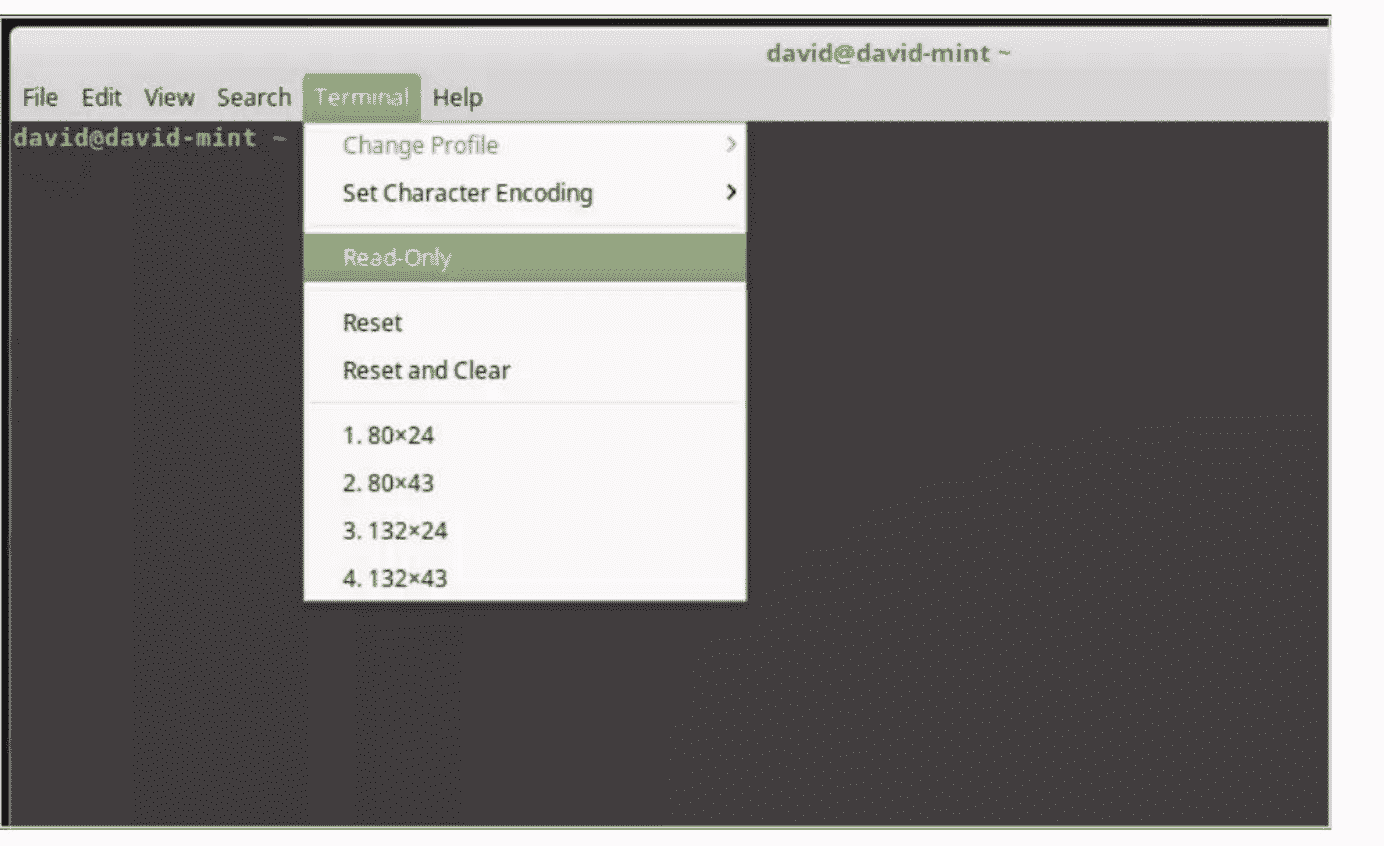 david@david-mint ~
File Edit View Search Terminal Help
david@david-mint ~
Change Profile
Set Character Encoding
Read-Only
Reset
Reset and Clear
1. 80×24
2. 80×43
3. 132×24
4. 132×43